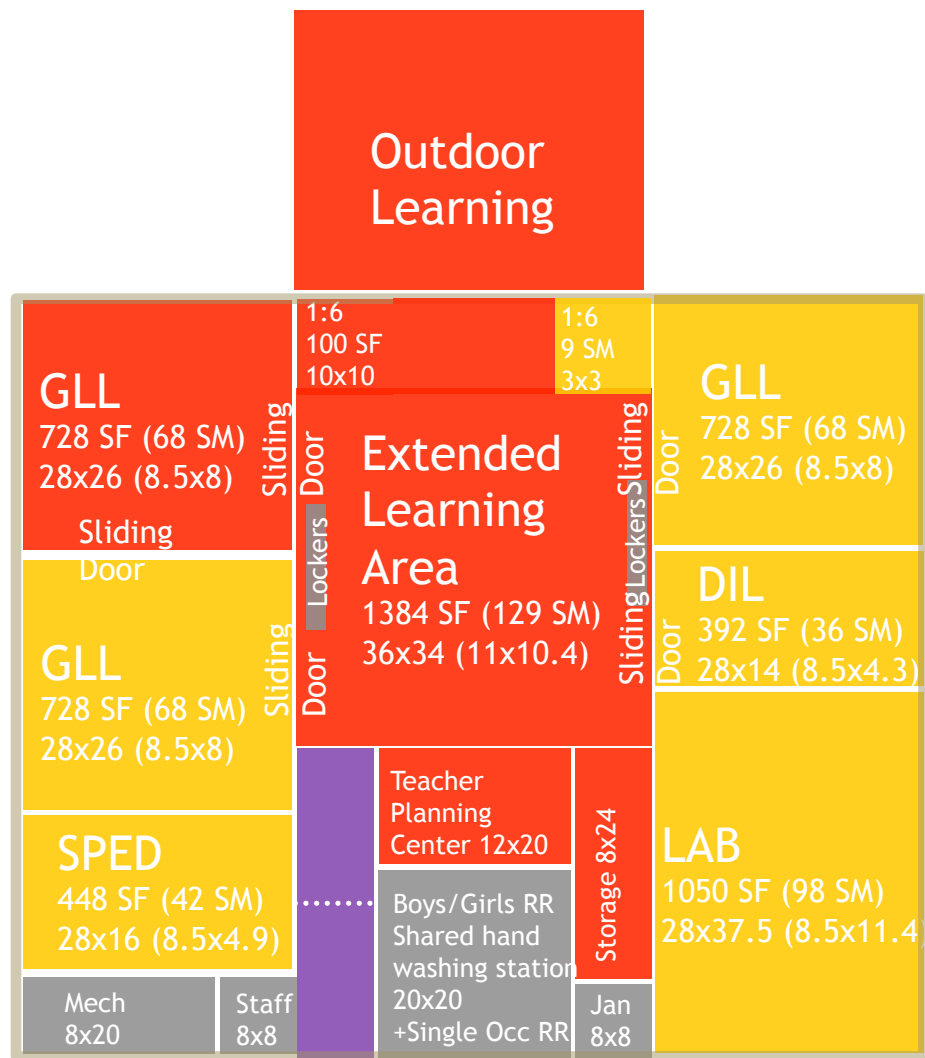 Outdoor
Learning
1:6
100 SF
10x10
1:6
9 SM
3x3
GLL
728 SF (68 SM)
28x26 (8.5x8)
Sliding
Door
Sliding
Door
Extended
Learning
Area
1384 SF (129 SM)
36x34 (11x10.4)
Lockers
Sliding
Door
Lockers
GLL
728 SF (68 SM)
28x26 (8.5x8)
GLL
728 SF (68 SM)
28x26 (8.5x8)
Sliding
Door
Sliding
Door
DIL
392 SF (36 SM)
28x14 (8.5x4.3)
SPED
448 SF (42 SM)
28x16 (8.5x4.9)
Teacher
Planning
Center 12x20
Storage 8x24
LAB
1050 SF (98 SM)
28x37.5 (8.5x11.4)
Boys/Girls RR
Shared hand
washing station
20x20
+Single Occ RR
Mech
8x20
Staff
8x8
Jan
8x8